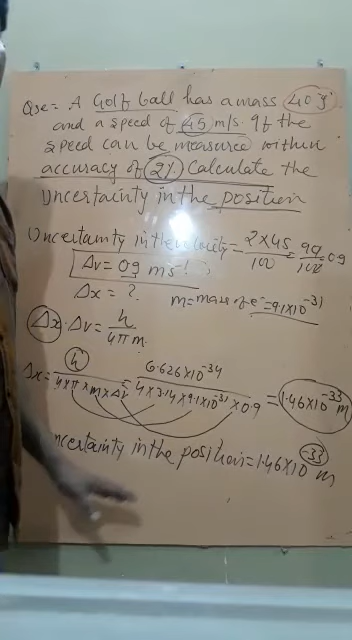 Que= A Golf ball has a mass 40 g
and a speed of 45 m/s. If the
speed can be measured within
accuracy of 2%. Calculate the
Uncertainty in the position
Uncertainty in the velocity = 2×45/100 = 90/100 = 0.9
Δv = 0.9 ms⁻¹
Δx = ? m = mass of e⁻ = 9.1×10⁻³¹
Δx · Δv = h/4πm
Δx = h/4×π×m×Δv = 6.626×10⁻³⁴/4×3.14×9.1×10⁻³¹×0.9 = 1.46×10⁻³³ m
Uncertainty in the position = 1.46×10⁻³³ m